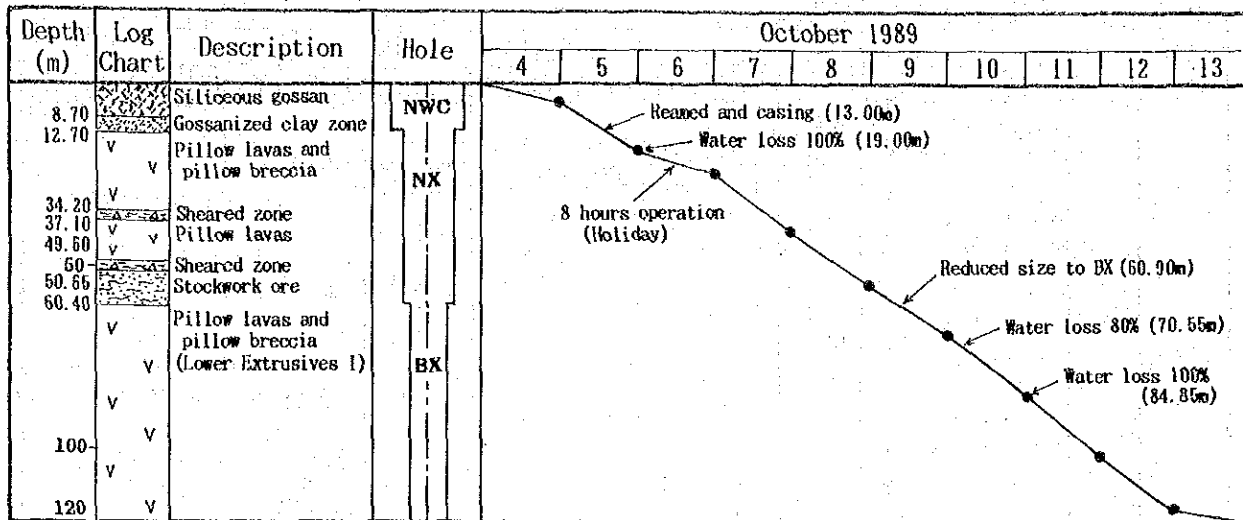 Depth (m)
Log Chart
Description
Hole
October 1989
4 5 6 7 8 9 10 11 12 13
Siliceous gossan
8.70
Gossanized clay zone
12.70
Pillow lavas and
pillow breccia
34.20
Sheared zone
37.10
Pillow lavas
49.60
50
Sheared zone
50.65
Stockwork ore
60.40
Pillow lavas and
pillow breccia
(Lower Extrusives I)
100
120
NWC
NX
BX
Reamed and casing (13.00m)
Water loss 100% (19.00m)
8 hours operation
(Holiday)
Reduced size to BX (60.90m)
Water loss 80% (70.55m)
Water loss 100%
(84.85m)